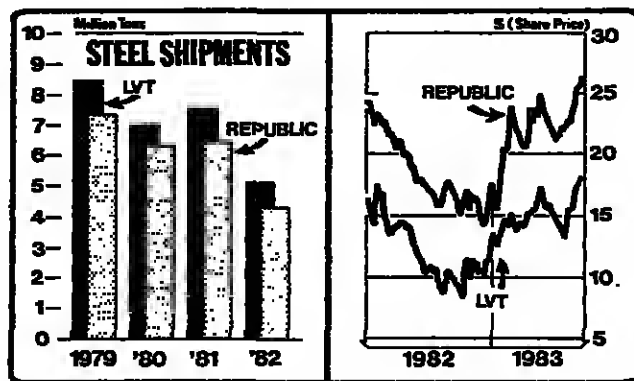 Million Tons
STEEL SHIPMENTS
10
9
8
7
6
5
4
3
2
1
0
LVT
REPUBLIC
1979 '80 '81 '82
$ (Share Price)
30
25
20
15
10
5
REPUBLIC
LVT
1982 1983